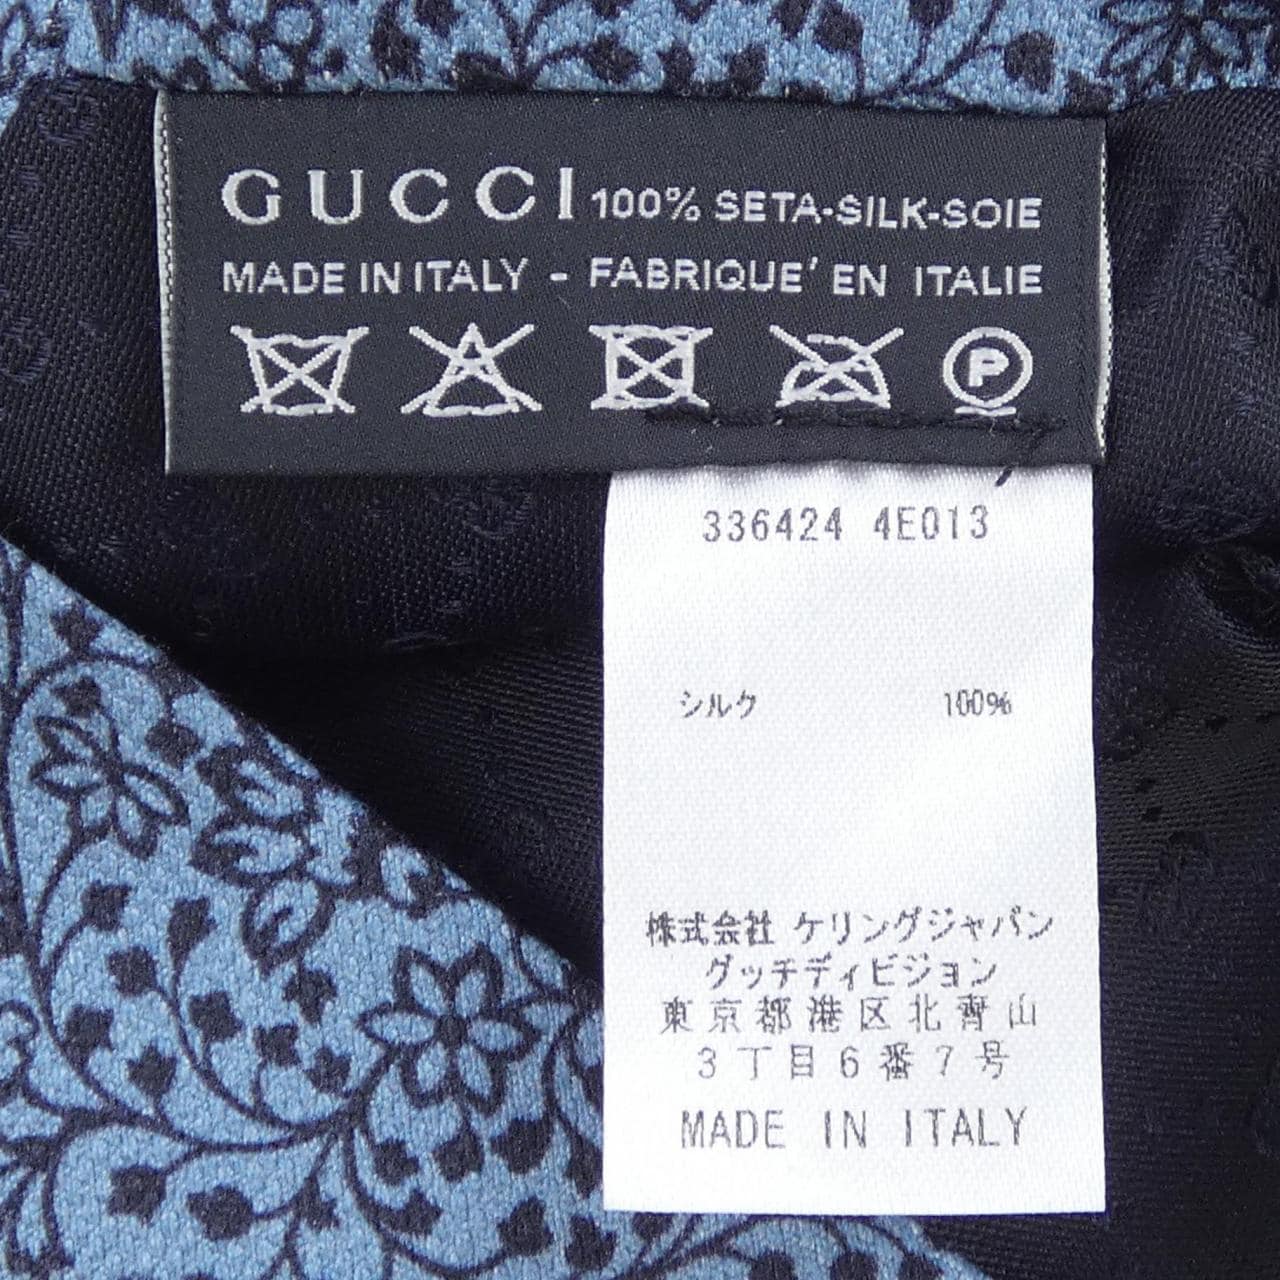 GUCCI 100% SETA-SILK-SOIE
MADE IN ITALY - FABRIQUE' EN ITALIE
P
336424 4E013
シルク 100%
株式会社 ケリングジャパン
グッチディビジョン
東京都港区北青山
3丁目6番7号
MADE IN ITALY